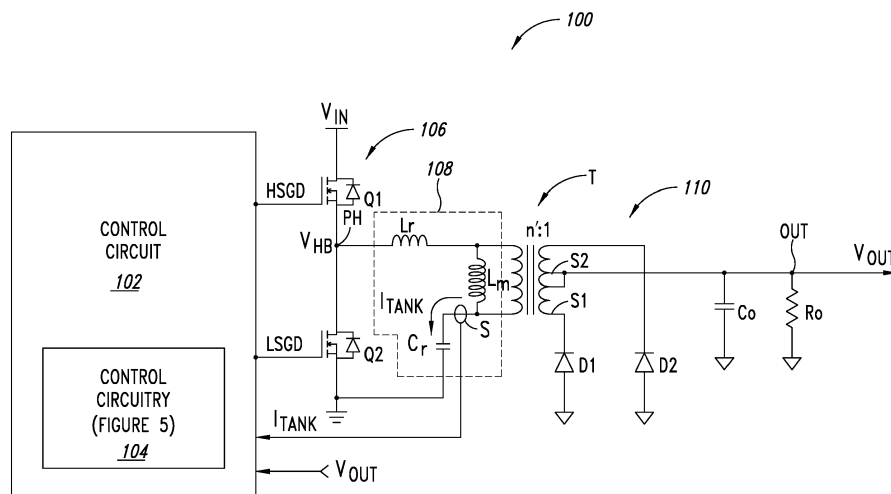 100
V_IN
106
108
T
110
HSGD
Q1
PH
Lr
n':1
OUT
CONTROL
CIRCUIT
102
V_HB
V_OUT
S2
Lm
S1
I_TANK
S
Co
Ro
Cr
LSGD
Q2
D1
D2
CONTROL
CIRCUITRY
(FIGURE 5)
104
I_TANK
V_OUT